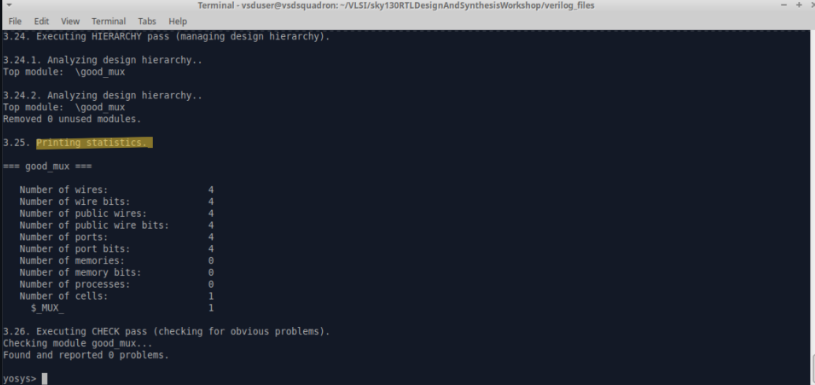 Terminal - vsduser@vsdsquadron: ~/VLSI/sky130RTLDesignAndSynthesisWorkshop/verilog_files
File Edit View Terminal Tabs Help
3.24. Executing HIERARCHY pass (managing design hierarchy).
3.24.1. Analyzing design hierarchy..
Top module:  \good_mux
3.24.2. Analyzing design hierarchy..
Top module:  \good_mux
Removed 0 unused modules.
3.25. Printing statistics.
=== good_mux ===
Number of wires: 4
Number of wire bits: 4
Number of public wires: 4
Number of public wire bits: 4
Number of ports: 4
Number of port bits: 4
Number of memories: 0
Number of memory bits: 0
Number of processes: 0
Number of cells: 1
$_MUX_ 1
3.26. Executing CHECK pass (checking for obvious problems).
Checking module good_mux...
Found and reported 0 problems.
yosys>